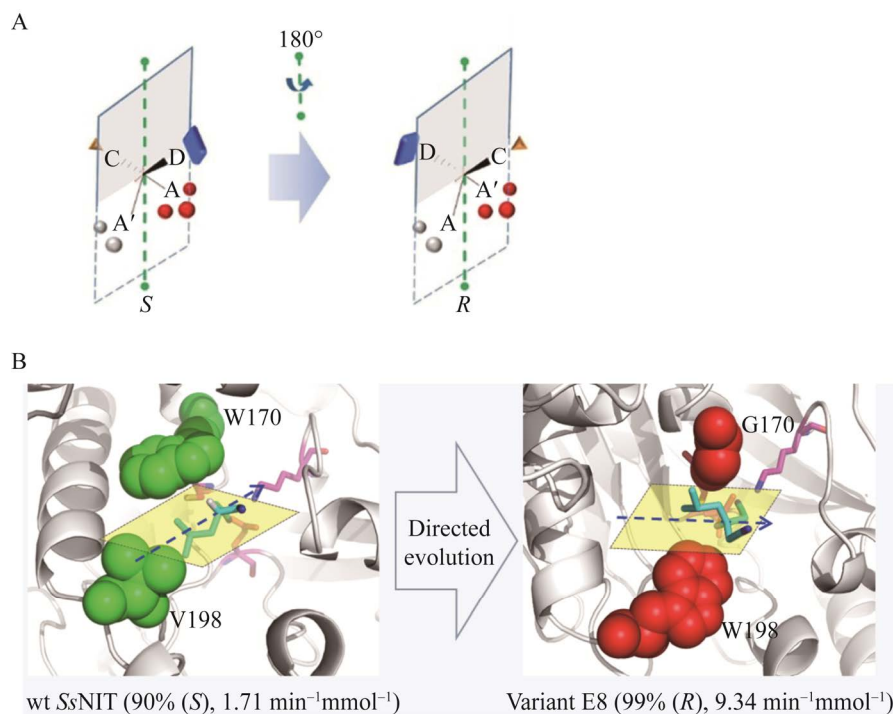 A
180°
C D
D C
A
A′
A′
A
S
R
B
W170
G170
Directed
evolution
V198
W198
wt SsNIT (90% (S), 1.71 min⁻¹mmol⁻¹)
Variant E8 (99% (R), 9.34 min⁻¹mmol⁻¹)